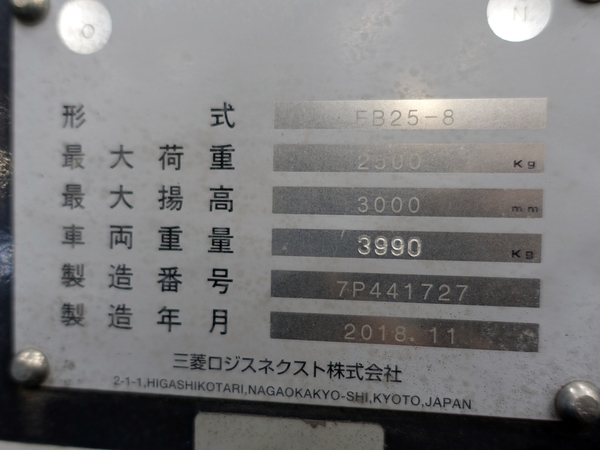 形式 FB25-8
最大荷重 2500 Kg
最大揚高 3000 mm
車両重量 3990 Kg
製造番号 7P441727
製造年月 2018.11
三菱ロジスネクスト株式会社
2-1-1,HIGASHIKOTARI,NAGAOKAKYO-SHI,KYOTO,JAPAN